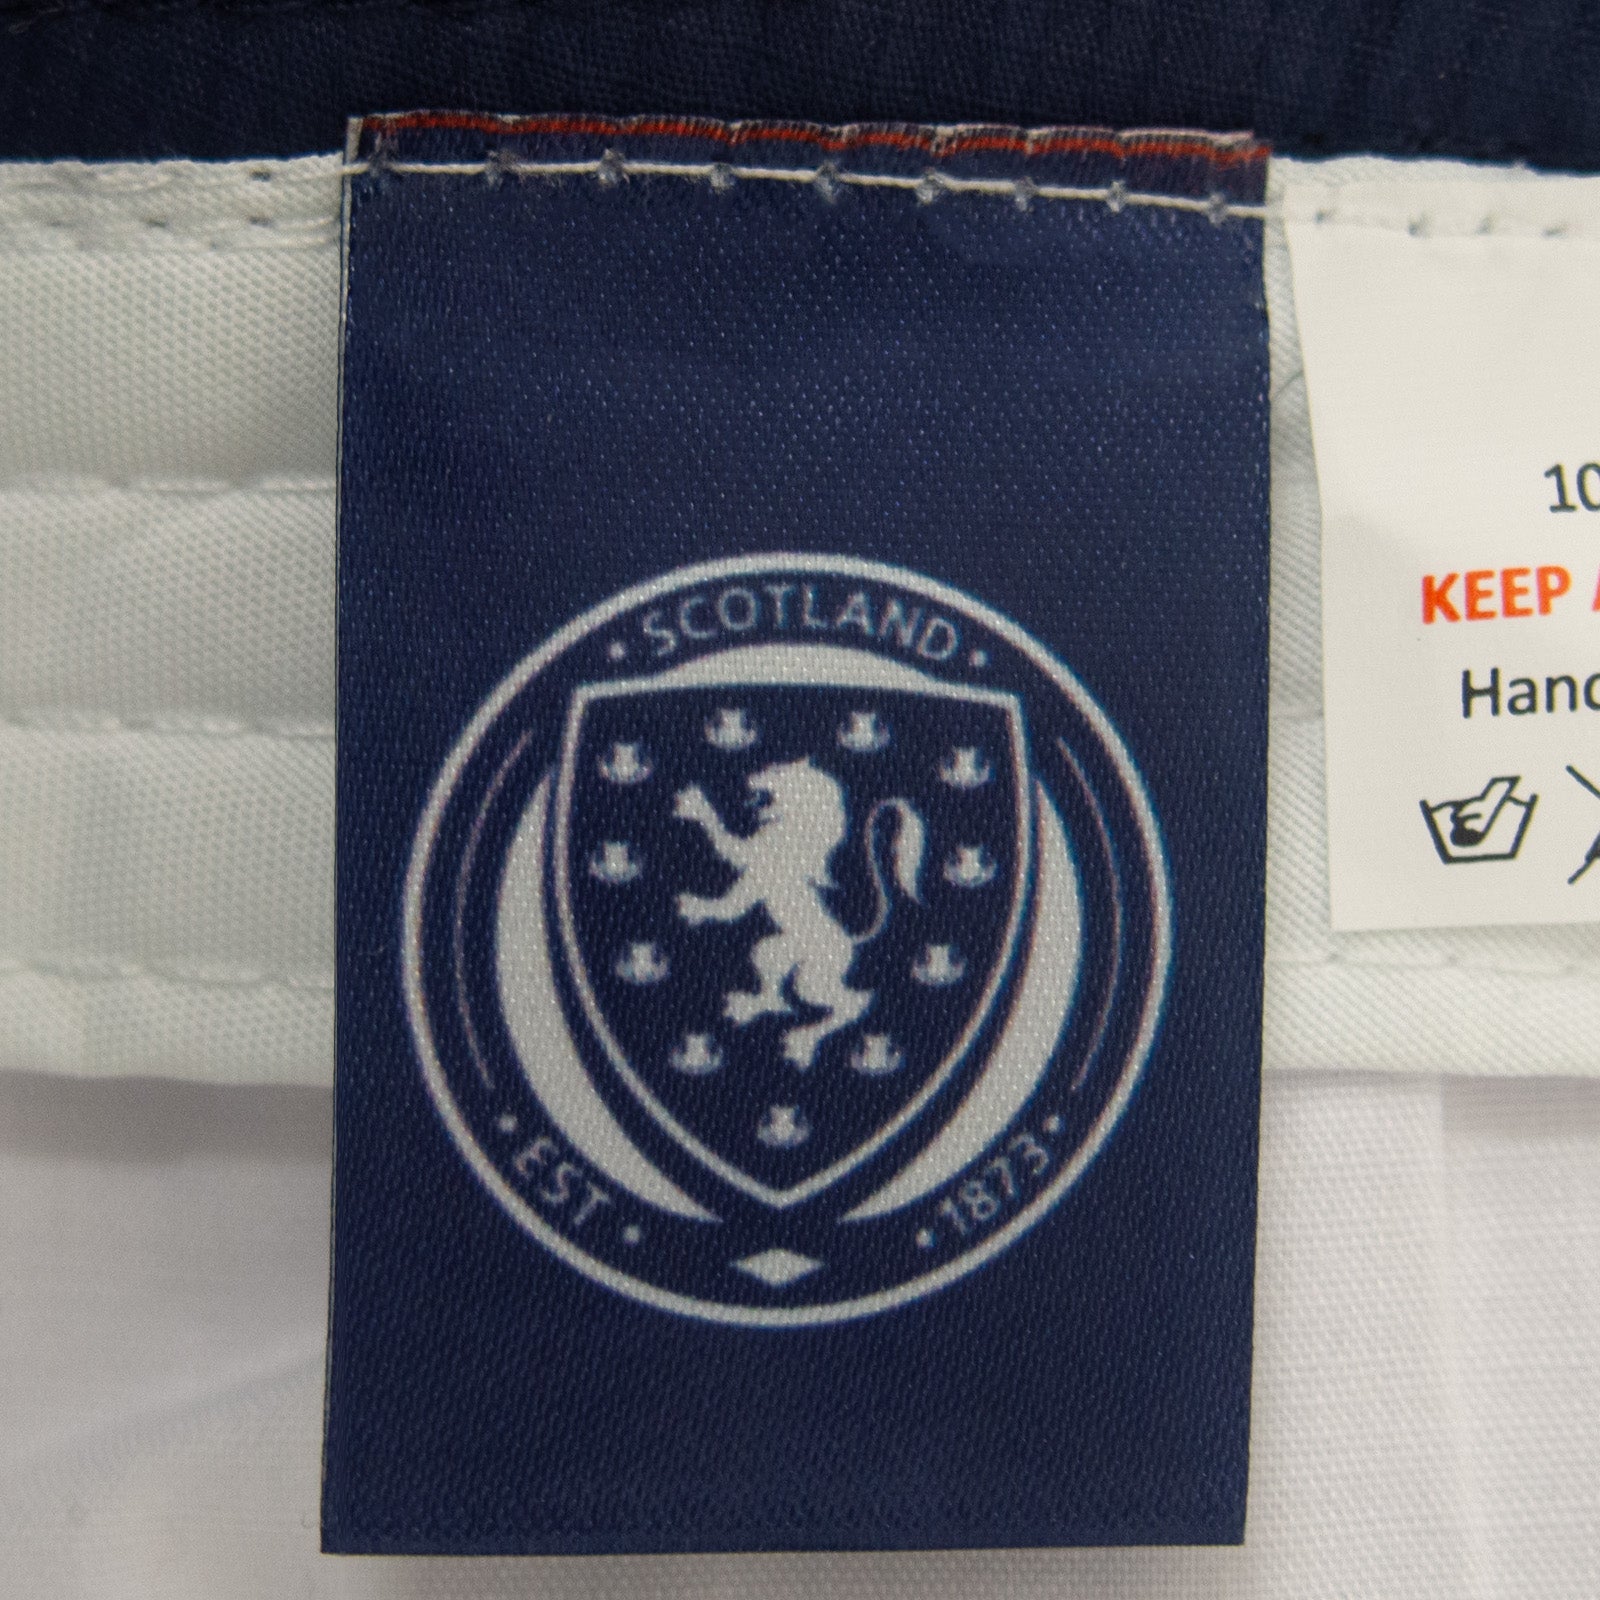 SCOTLAND
EST
1873
10
KEEP
Hand